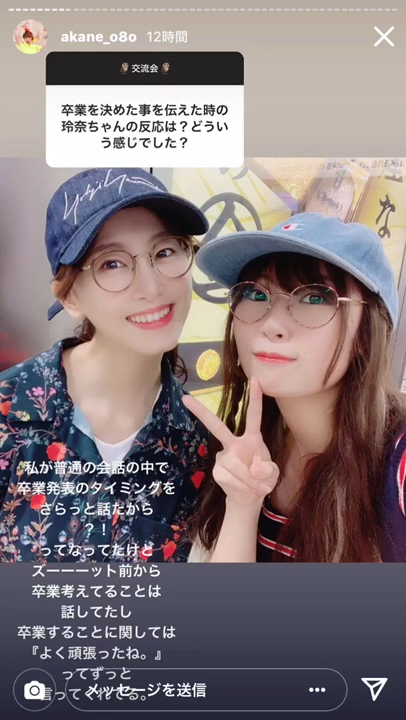 akane_o8o 12時間
交流会
卒業を決めた事を伝えた時の
玲奈ちゃんの反応は？どうい
う感じでした？
Champion
私が普通の会話の中で
卒業発表のタイミングを
さらっと話だから
？！
ってなってたけど
ズーーーット前から
卒業考えてることは
話してたし
卒業することに関しては
『よく頑張ったね。』
ってずっと
言ってくれてる。
メッセージを送信